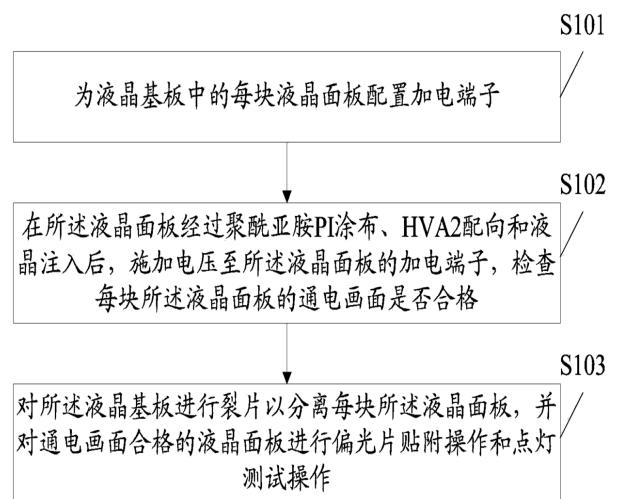 S101
为液晶基板中的每块液晶面板配置加电端子
S102
在所述液晶面板经过聚酰亚胺PI涂布、HVA2配向和液
晶注入后，施加电压至所述液晶面板的加电端子，检查
每块所述液晶面板的通电画面是否合格
S103
对所述液晶基板进行裂片以分离每块所述液晶面板，并
对通电画面合格的液晶面板进行偏光片贴附操作和点灯
测试操作